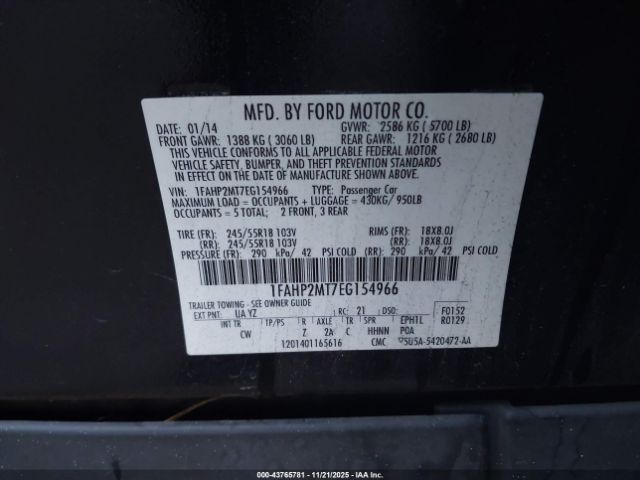 MFD. BY FORD MOTOR CO.
DATE: 01/14 GVWR: 2586 KG ( 5700 LB)
FRONT GAWR: 1388 KG ( 3060 LB) REAR GAWR: 1216 KG ( 2680 LB)
THIS VEHICLE CONFORMS TO ALL APPLICABLE FEDERAL MOTOR
VEHICLE SAFETY, BUMPER, AND THEFT PREVENTION STANDARDS
IN EFFECT ON THE DATE OF MANUFACTURE SHOWN ABOVE.
VIN: 1FAHP2MT7EG154966 TYPE: Passenger Car
MAXIMUM LOAD = OCCUPANTS + LUGGAGE = 430KG/ 950LB
OCCUPANTS: 5 TOTAL; 2 FRONT, 3 REAR
TIRE (FR): 245/55R18 103V RIMS (FR): 18X8.0J
(RR): 245/55R18 103V (RR): 18X8.0J
PRESSURE (FR): 290 kPa/ 42 PSI COLD (RR): 290 kPa/ 42 PSI COLD
1FAHP2MT7EG154966
TRAILER TOWING - SEE OWNER GUIDE
EXT PNT: UA YZ RC: 21 DSO: F0152
INT TR TP/PS R AXLE TR SPR EPH1L R0129
CW Z 2A C HHNN POA
1201401165616 CMC
00-43765781 - 11/21/2025 - IAA, Inc.